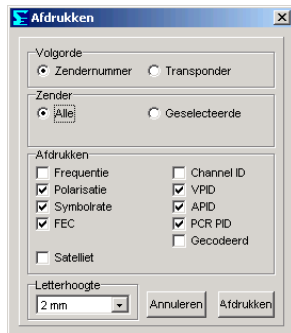 Afdrukken
Volgorde
Zendernummer Transponder
Zender
Alle Geselecteerde
Afdrukken
Frequentie Channel ID
Polarisatie VPID
Symbolrate APID
FEC PCR PID
Gecodeerd
Satelliet
Letterhoogte
2 mm Annuleren Afdrukken